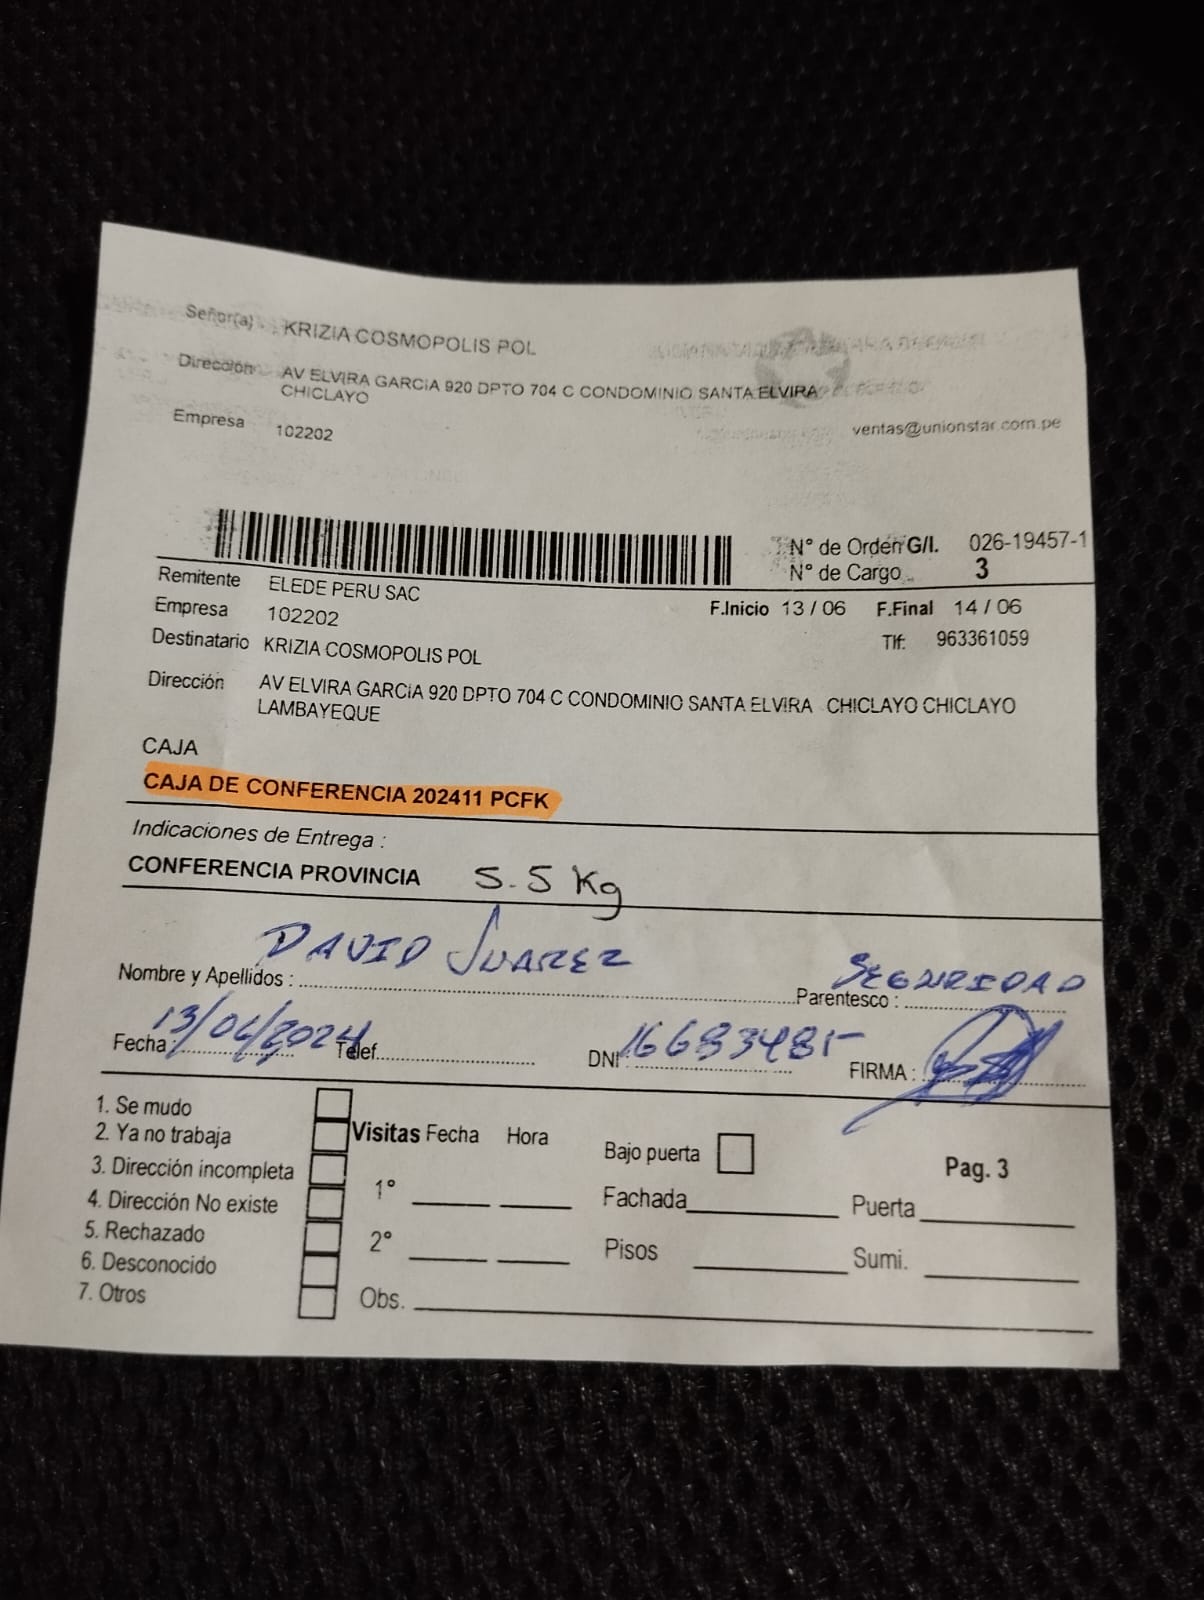 Señor(a) KRIZIA COSMOPOLIS POL
Dirección AV ELVIRA GARCIA 920 DPTO 704 C CONDOMINIO SANTA ELVIRA
CHICLAYO
Empresa 102202
ventas@unionstar.com.pe
N° de Orden G/I. 026-19457-1
N° de Cargo 3
Remitente ELEDE PERU SAC
Empresa 102202
F.Inicio 13 / 06 F.Final 14 / 06
Destinatario KRIZIA COSMOPOLIS POL
Tlf: 963361059
Dirección AV ELVIRA GARCIA 920 DPTO 704 C CONDOMINIO SANTA ELVIRA CHICLAYO CHICLAYO
LAMBAYEQUE
CAJA
CAJA DE CONFERENCIA 202411 PCFK
Indicaciones de Entrega :
CONFERENCIA PROVINCIA 5.5 Kg
Nombre y Apellidos : DAVID JUAREZ
Parentesco : SEGURIDAD
Fecha : 13/06/2024 Telef. DNI 16683485 FIRMA :
1. Se mudo
2. Ya no trabaja
3. Dirección incompleta
4. Dirección No existe
5. Rechazado
6. Desconocido
7. Otros
Visitas Fecha Hora
1°
2°
Obs.
Bajo puerta
Fachada
Pisos
Pag. 3
Puerta
Sumi.